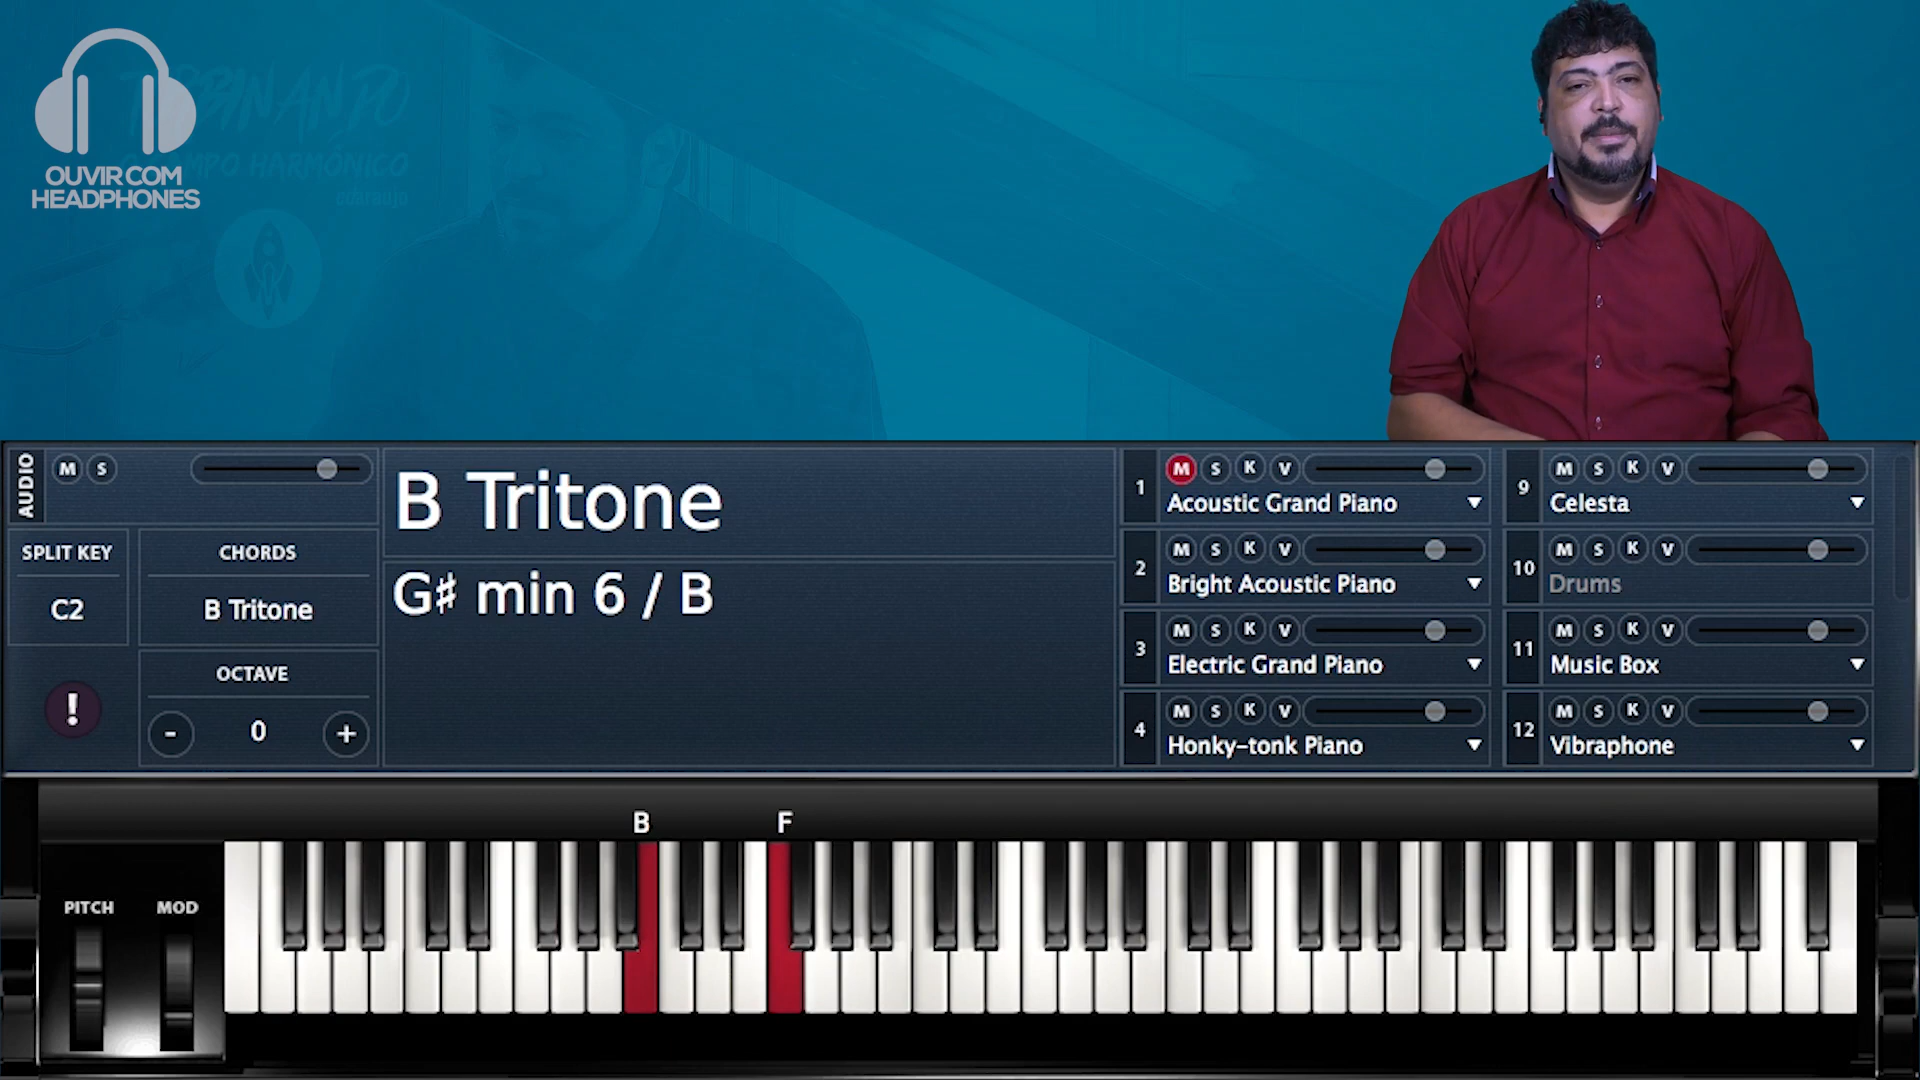 OUVIR COM
HEADPHONES
CAMPO HARMÔNICO
AUDIO
M S
B Tritone
G♯ min 6 / B
SPLIT KEY
C2
CHORDS
B Tritone
OCTAVE
- 0 +
!
1 M S K V
Acoustic Grand Piano
2 M S K V
Bright Acoustic Piano
3 M S K V
Electric Grand Piano
4 M S K V
Honky-tonk Piano
9 M S K V
Celesta
10 M S K V
Drums
11 M S K V
Music Box
12 M S K V
Vibraphone
B F
PITCH MOD